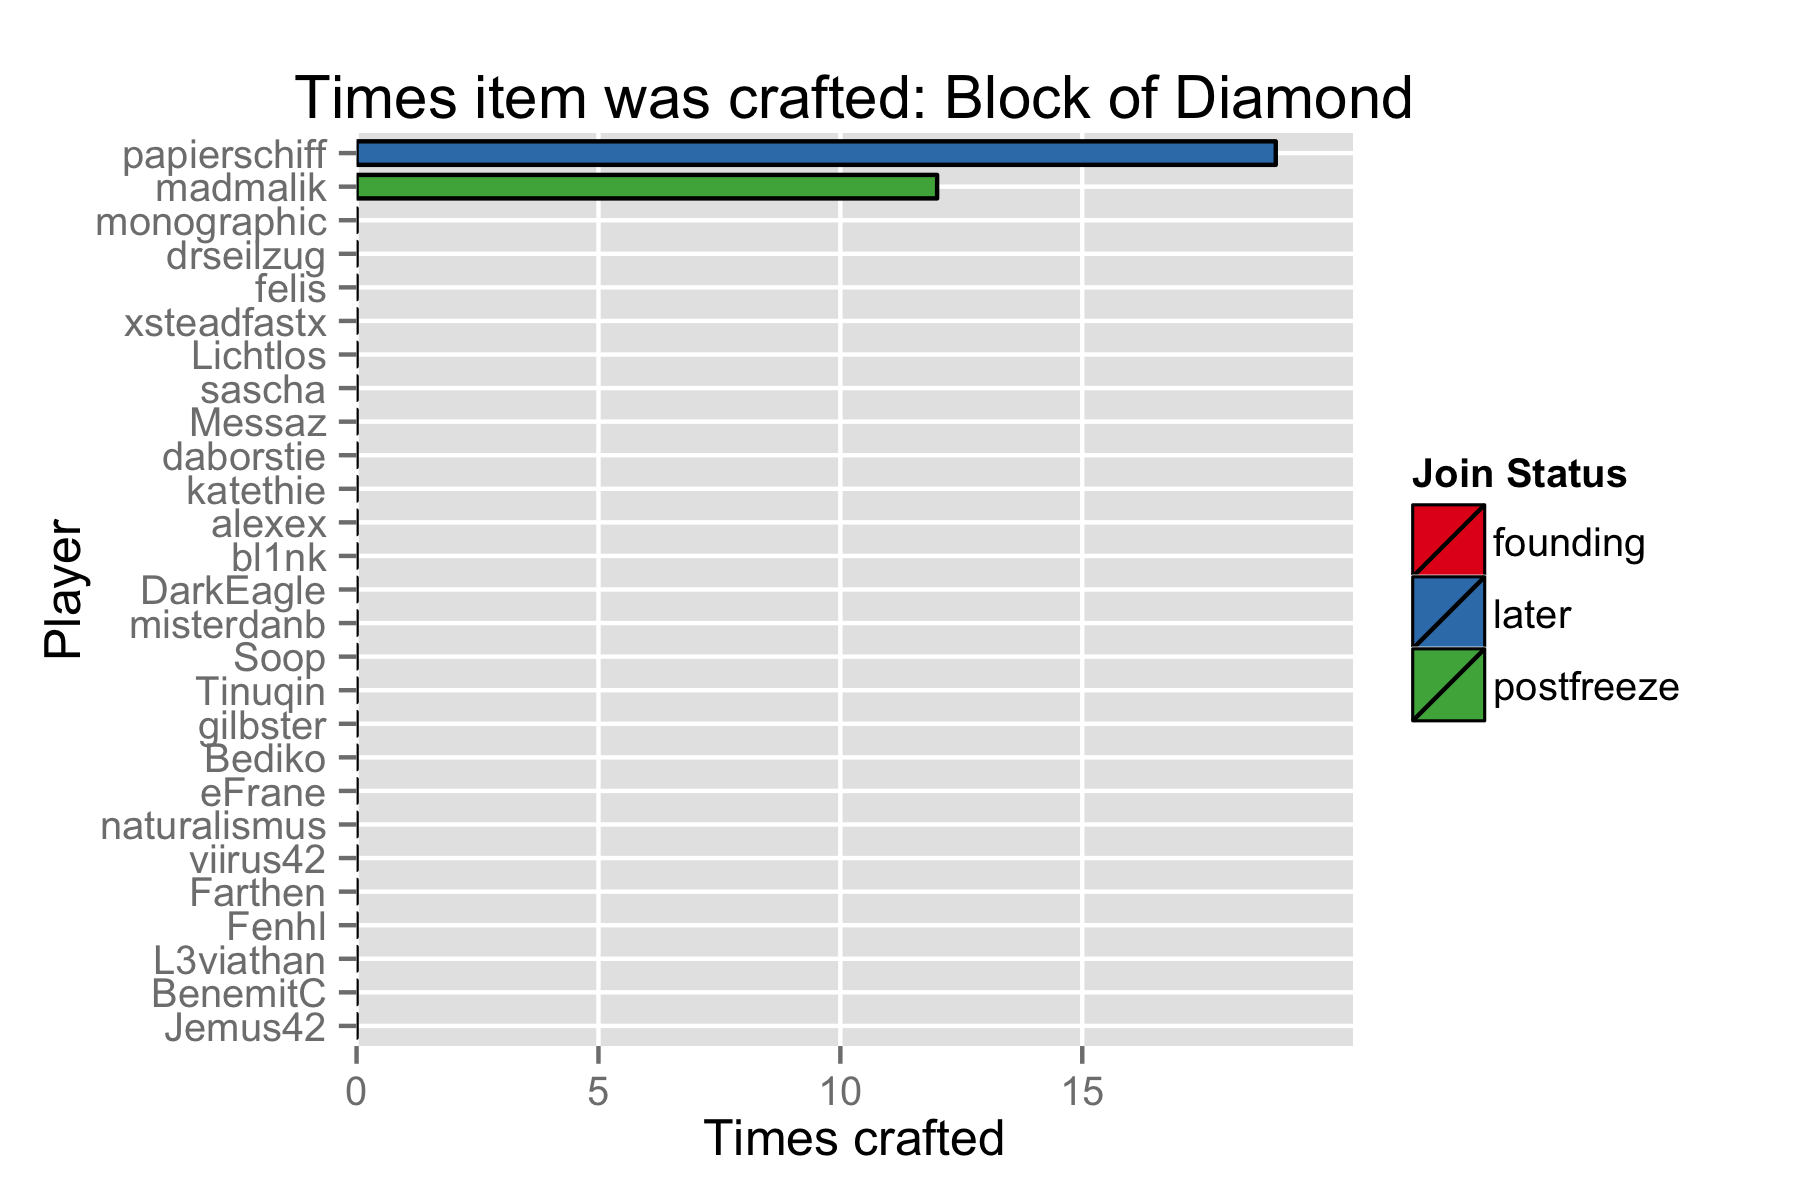 Times item was crafted: Block of Diamond
papierschiff
madmalik
monographic
drseilzug
felis
xsteadfastx
Lichtlos
sascha
Messaz
daborstie
katethie
alexex
bl1nk
DarkEagle
misterdanb
Soop
Tinuqin
gilbster
Bediko
eFrane
naturalismus
viirus42
Farthen
Fenhl
L3viathan
BenemitC
Jemus42
Player
0 5 10 15
Times crafted
Join Status
founding
later
postfreeze